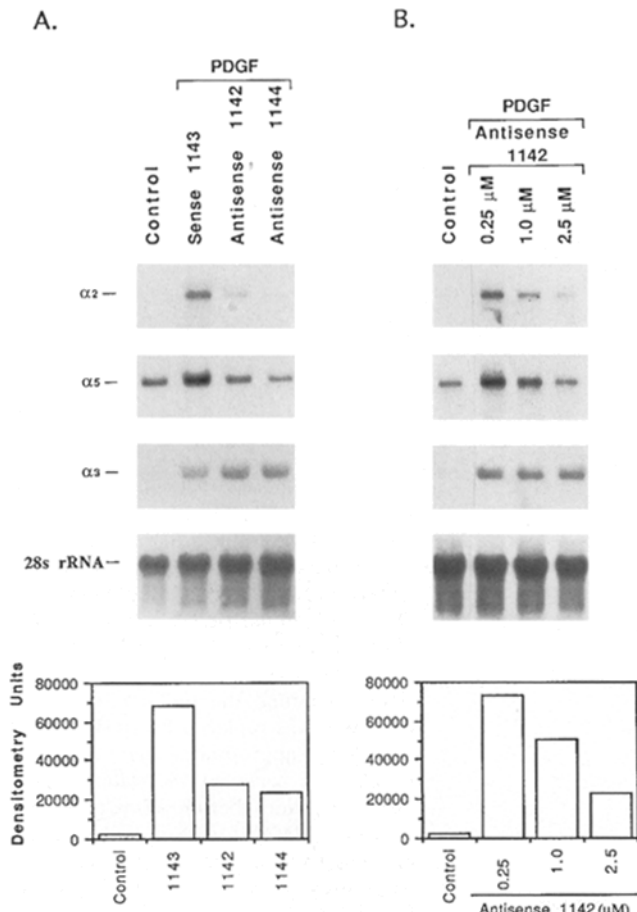 A.
PDGF
Control
Sense 1143
Antisense 1142
Antisense 1144
α2
α5
α3
28s rRNA
Densitometry Units
80000
60000
40000
20000
0
Control
1143
1142
1144
B.
PDGF
Antisense
1142
Control
0.25 μM
1.0 μM
2.5 μM
80000
60000
40000
20000
0
Control
0.25
1.0
2.5
Antisense 1142 (μM)